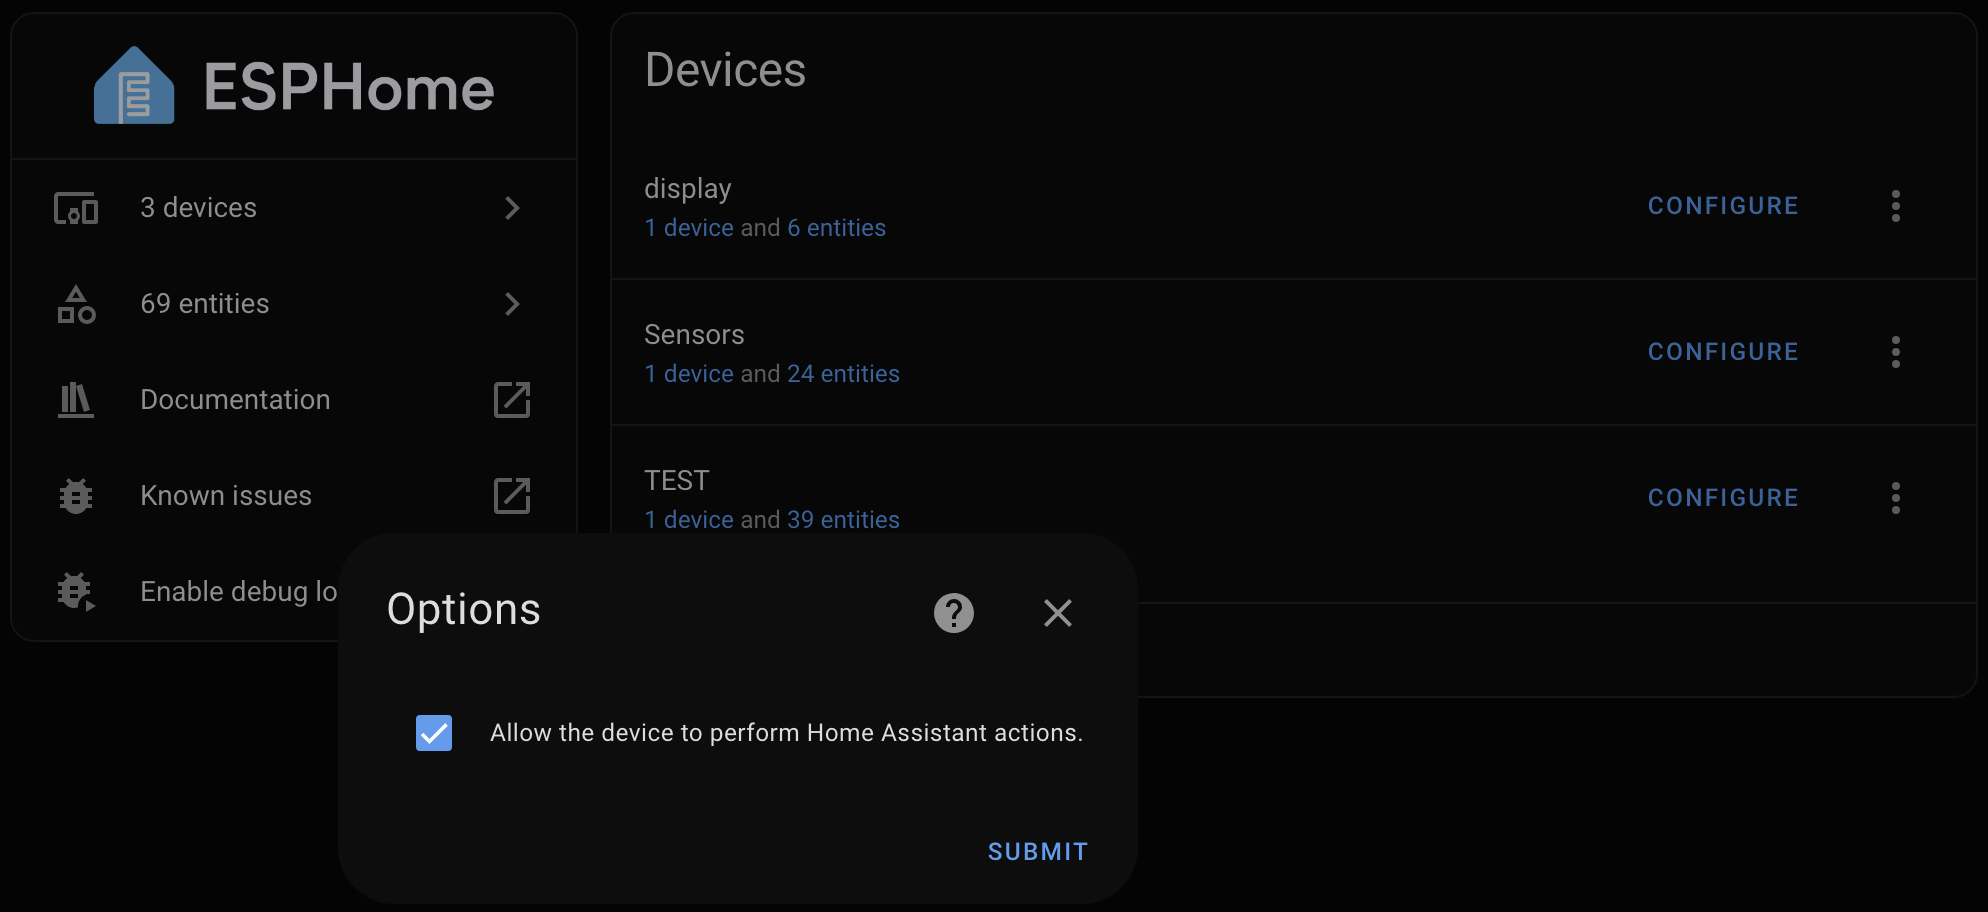 ESPHome
3 devices
69 entities
Documentation
Known issues
Enable debug lo
Devices
display
1 device and 6 entities
CONFIGURE
Sensors
1 device and 24 entities
CONFIGURE
TEST
1 device and 39 entities
CONFIGURE
Options
Allow the device to perform Home Assistant actions.
SUBMIT